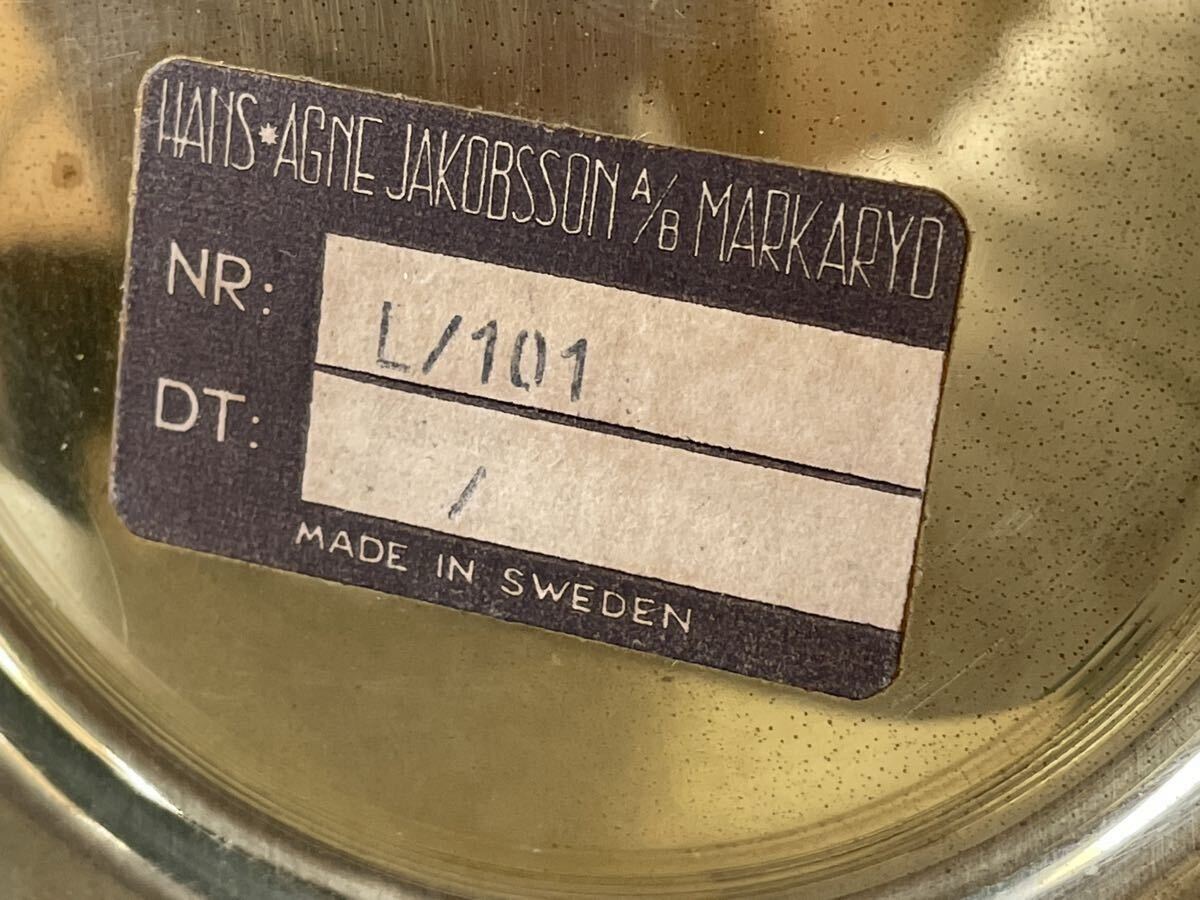 HANS*AGNE JAKOBSSON A/B MARKARYD
NR: L/101
DT: /
MADE IN SWEDEN